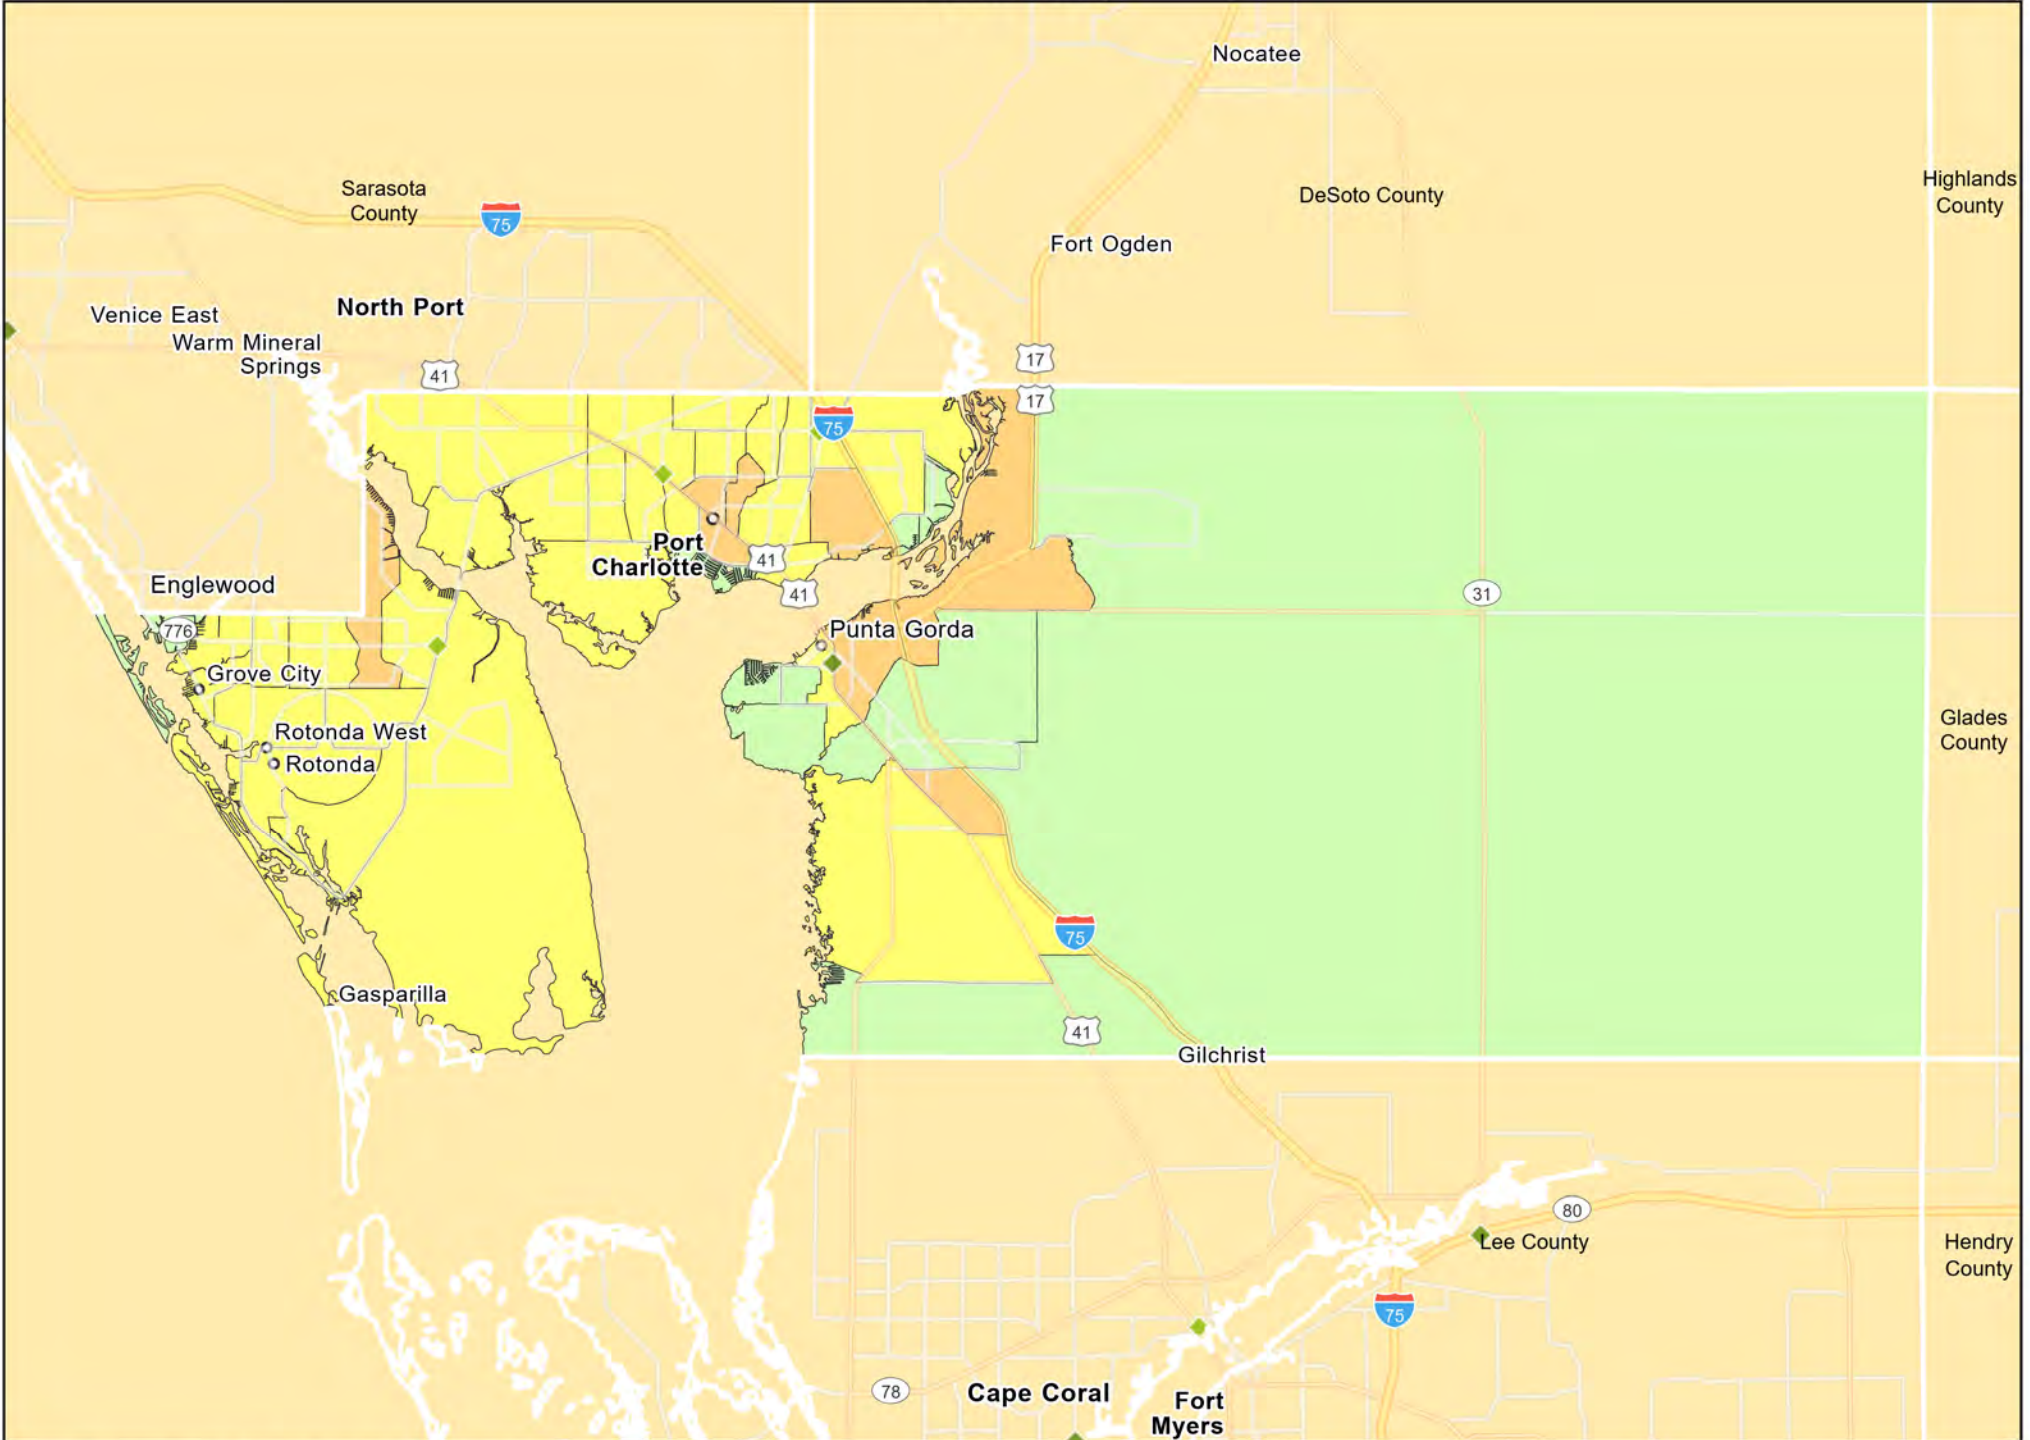 Nocatee
Sarasota
County
DeSoto County
Highlands
County
75
Fort Ogden
North Port
Venice East
Warm Mineral
Springs
17
41
17
75
Port
Charlotte
41
41
Englewood
31
776
Punta Gorda
Grove City
Rotonda West
Rotonda
Glades
County
75
Gasparilla
41
Gilchrist
80
Lee County
Hendry
County
75
78
Cape Coral
Fort
Myers